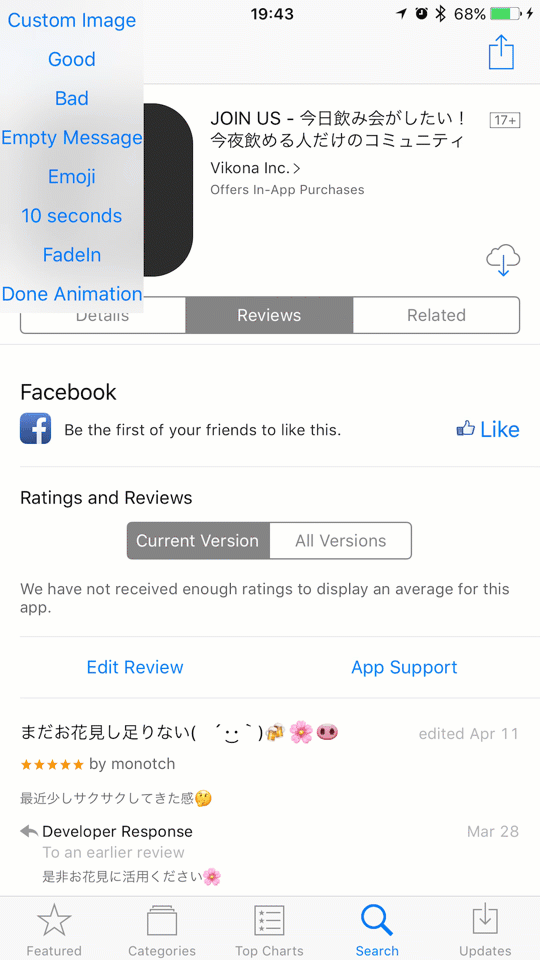 19:43
68%
Custom Image
Good
Bad
Empty Message
Emoji
10 seconds
FadeIn
Done Animation
JOIN US - 今日飲み会がしたい！
今夜飲める人だけのコミュニティ
17+
Vikona Inc.
Offers In-App Purchases
Details
Reviews
Related
Facebook
Be the first of your friends to like this.
Like
Ratings and Reviews
Current Version
All Versions
We have not received enough ratings to display an average for this
app.
Edit Review
App Support
まだお花見し足りない( ´･‿･｀)🍻🌸🐽
edited Apr 11
★★★★★ by monotch
最近少しサクサクしてきた感🤔
Developer Response
Mar 28
To an earlier review
是非お花見に活用ください🌸
Featured
Categories
Top Charts
Search
Updates